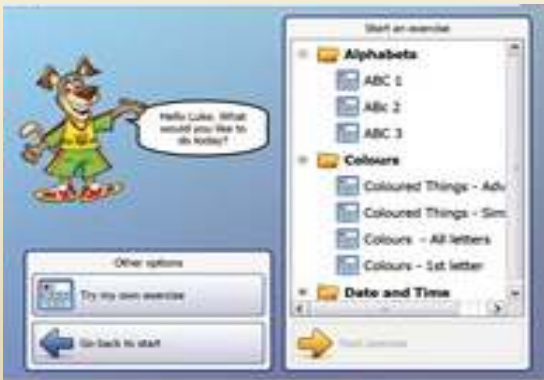 Hello Luke. What
would you like to
do today?
Other options
Try my own exercise
Go back to start
Start an exercise
Alphabets
ABC 1
ABc 2
ABC 3
Colours
Coloured Things - Adv
Coloured Things - Sim
Colours - All letters
Colours - 1st letter
Date and Time
Start exercise